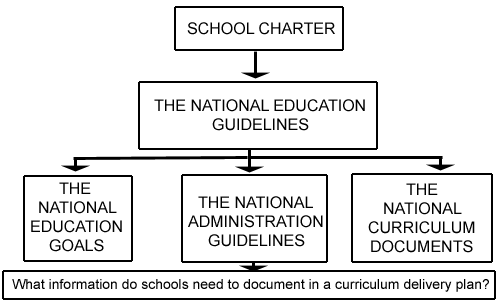 SCHOOL CHARTER
THE NATIONAL EDUCATION
GUIDELINES
THE
NATIONAL
EDUCATION
GOALS
THE NATIONAL
ADMINISTRATION
GUIDELINES
THE
NATIONAL
CURRICULUM
DOCUMENTS
What information do schools need to document in a curriculum delivery plan?